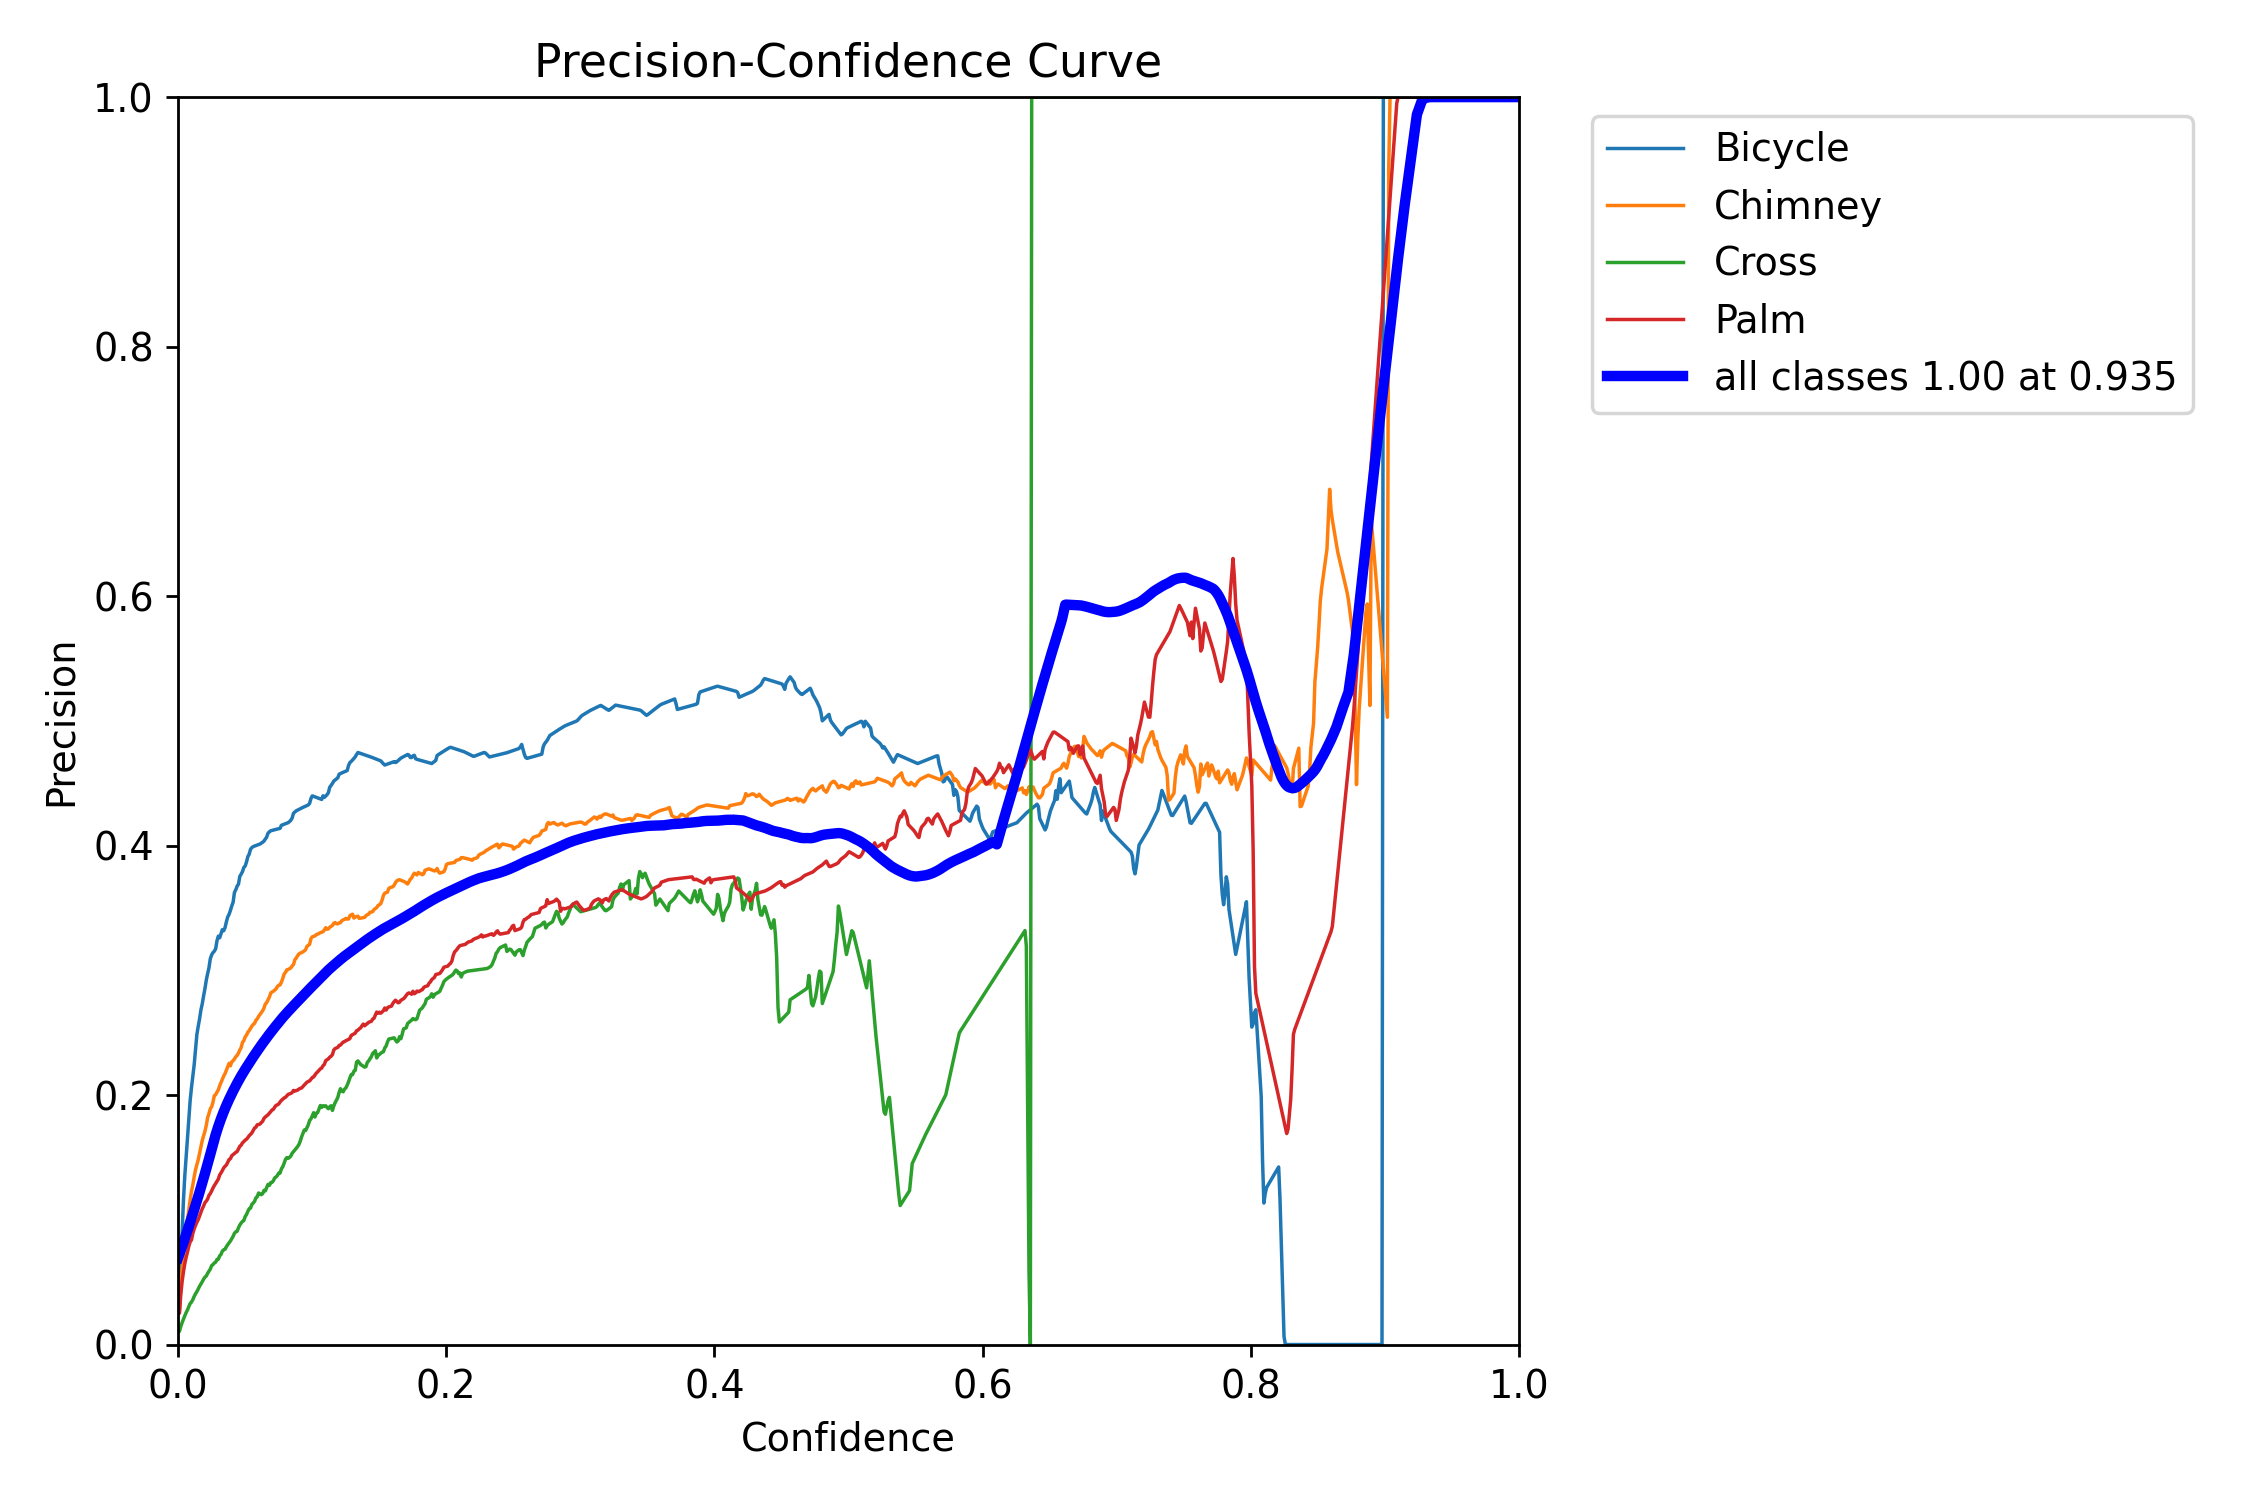 Precision-Confidence Curve
1.0
0.8
0.6
0.4
0.2
0.0
Precision
0.0 0.2 0.4 0.6 0.8 1.0
Confidence
Bicycle
Chimney
Cross
Palm
all classes 1.00 at 0.935